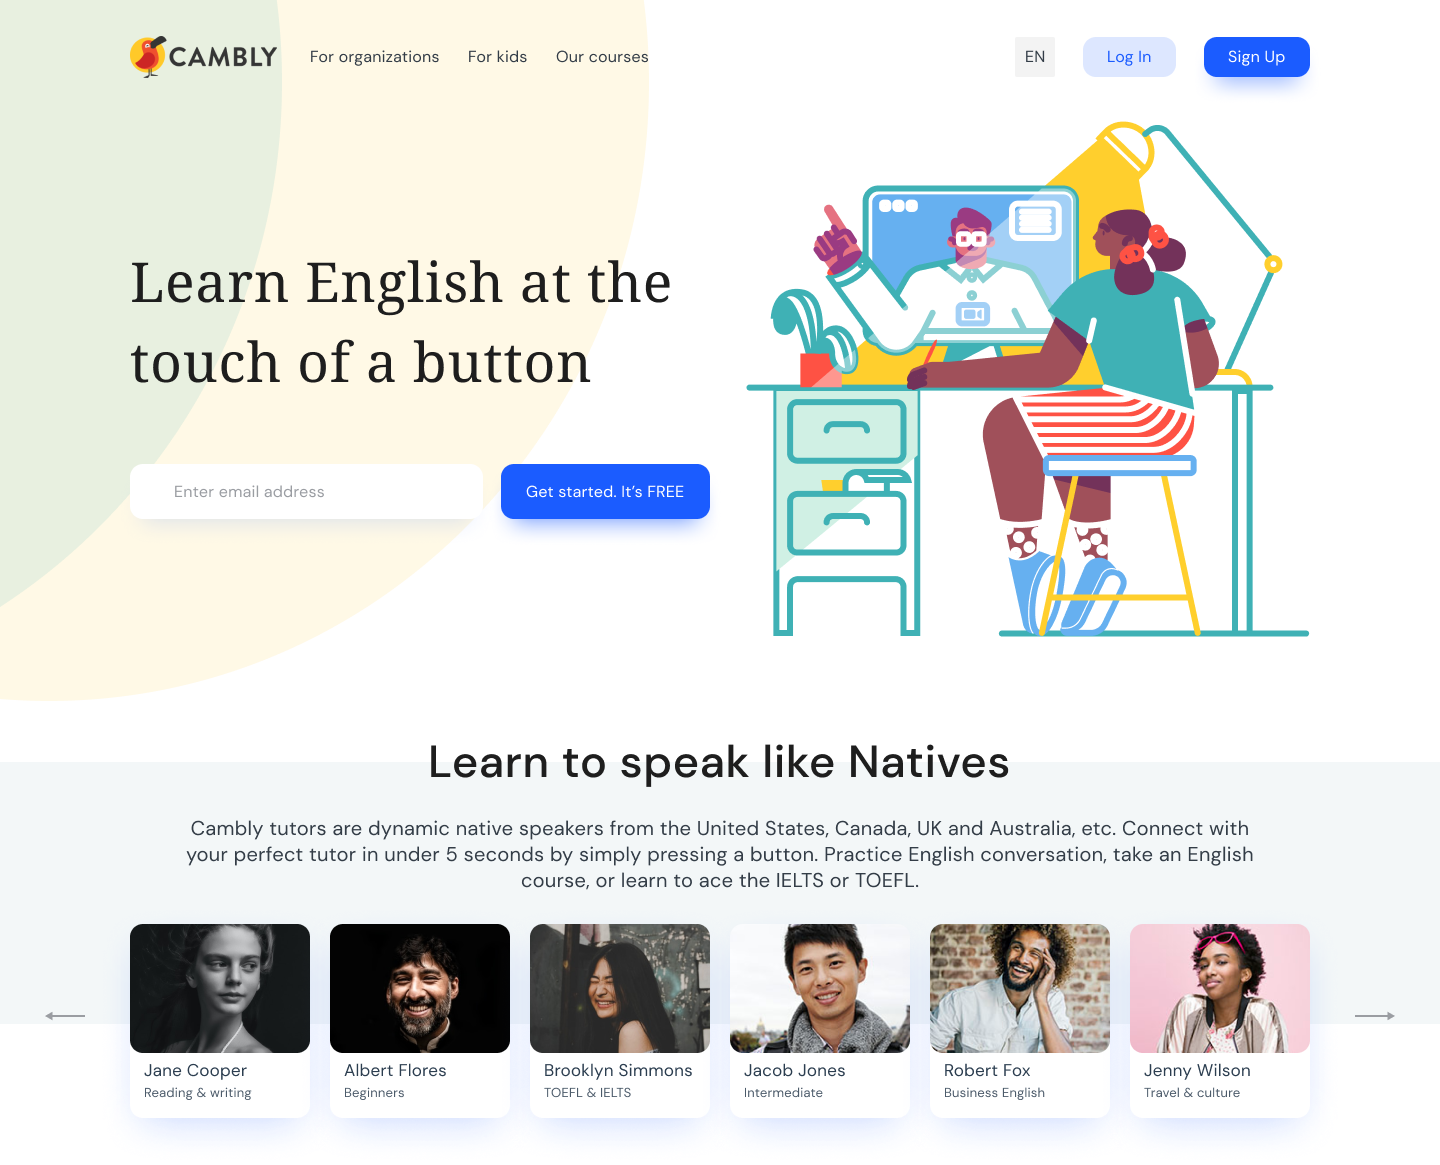 CAMBLY
For organizations
For kids
Our courses
EN
Log In
Sign Up
Learn English at the
touch of a button
Enter email address
Get started. It’s FREE
Learn to speak like Natives
Cambly tutors are dynamic native speakers from the United States, Canada, UK and Australia, etc. Connect with
your perfect tutor in under 5 seconds by simply pressing a button. Practice English conversation, take an English
course, or learn to ace the IELTS or TOEFL.
Jane Cooper
Reading & writing
Albert Flores
Beginners
Brooklyn Simmons
TOEFL & IELTS
Jacob Jones
Intermediate
Robert Fox
Business English
Jenny Wilson
Travel & culture